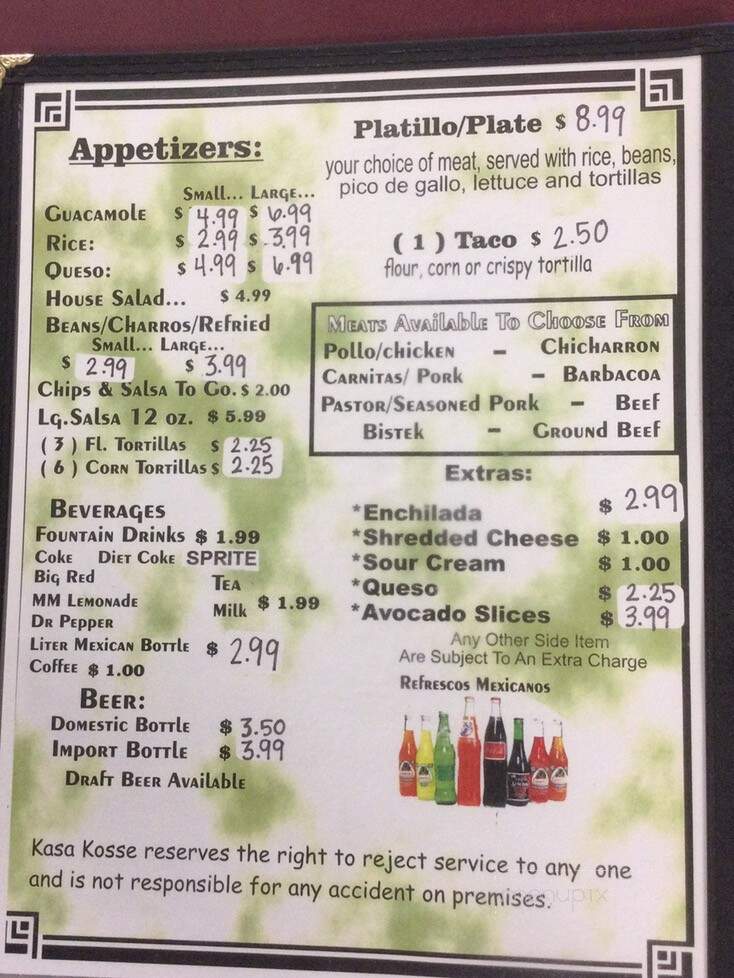 Appetizers:
Small... Large...
Guacamole $ 4.99 $ 6.99
Rice: $ 2.99 $ 3.99
Queso: $ 4.99 $ 6.99
House Salad... $ 4.99
Beans/Charros/Refried
Small... Large...
$ 2.99 $ 3.99
Chips & Salsa To Go. $ 2.00
Lg. Salsa 12 oz. $ 5.99
( 3 ) Fl. Tortillas $ 2.25
( 6 ) Corn Tortillas $ 2.25
Beverages
Fountain Drinks $ 1.99
Coke Diet Coke SPRITE
Big Red Tea
MM Lemonade Milk $ 1.99
Dr Pepper
Liter Mexican Bottle $ 2.99
Coffee $ 1.00
Beer:
Domestic Bottle $ 3.50
Import Bottle $ 3.99
Draft Beer Available
Platillo/Plate $ 8.99
your choice of meat, served with rice, beans,
pico de gallo, lettuce and tortillas
( 1 ) Taco $ 2.50
flour, corn or crispy tortilla
Meats Available To Choose From
Pollo/chicken – Chicharron
Carnitas/ Pork – Barbacoa
Pastor/Seasoned Pork – Beef
Bistek – Ground Beef
Extras:
*Enchilada $ 2.99
*Shredded Cheese $ 1.00
*Sour Cream $ 1.00
*Queso $ 2.25
*Avocado Slices $ 3.99
Any Other Side Item
Are Subject To An Extra Charge
Refrescos Mexicanos
Kasa Kosse reserves the right to reject service to any one
and is not responsible for any accident on premises.